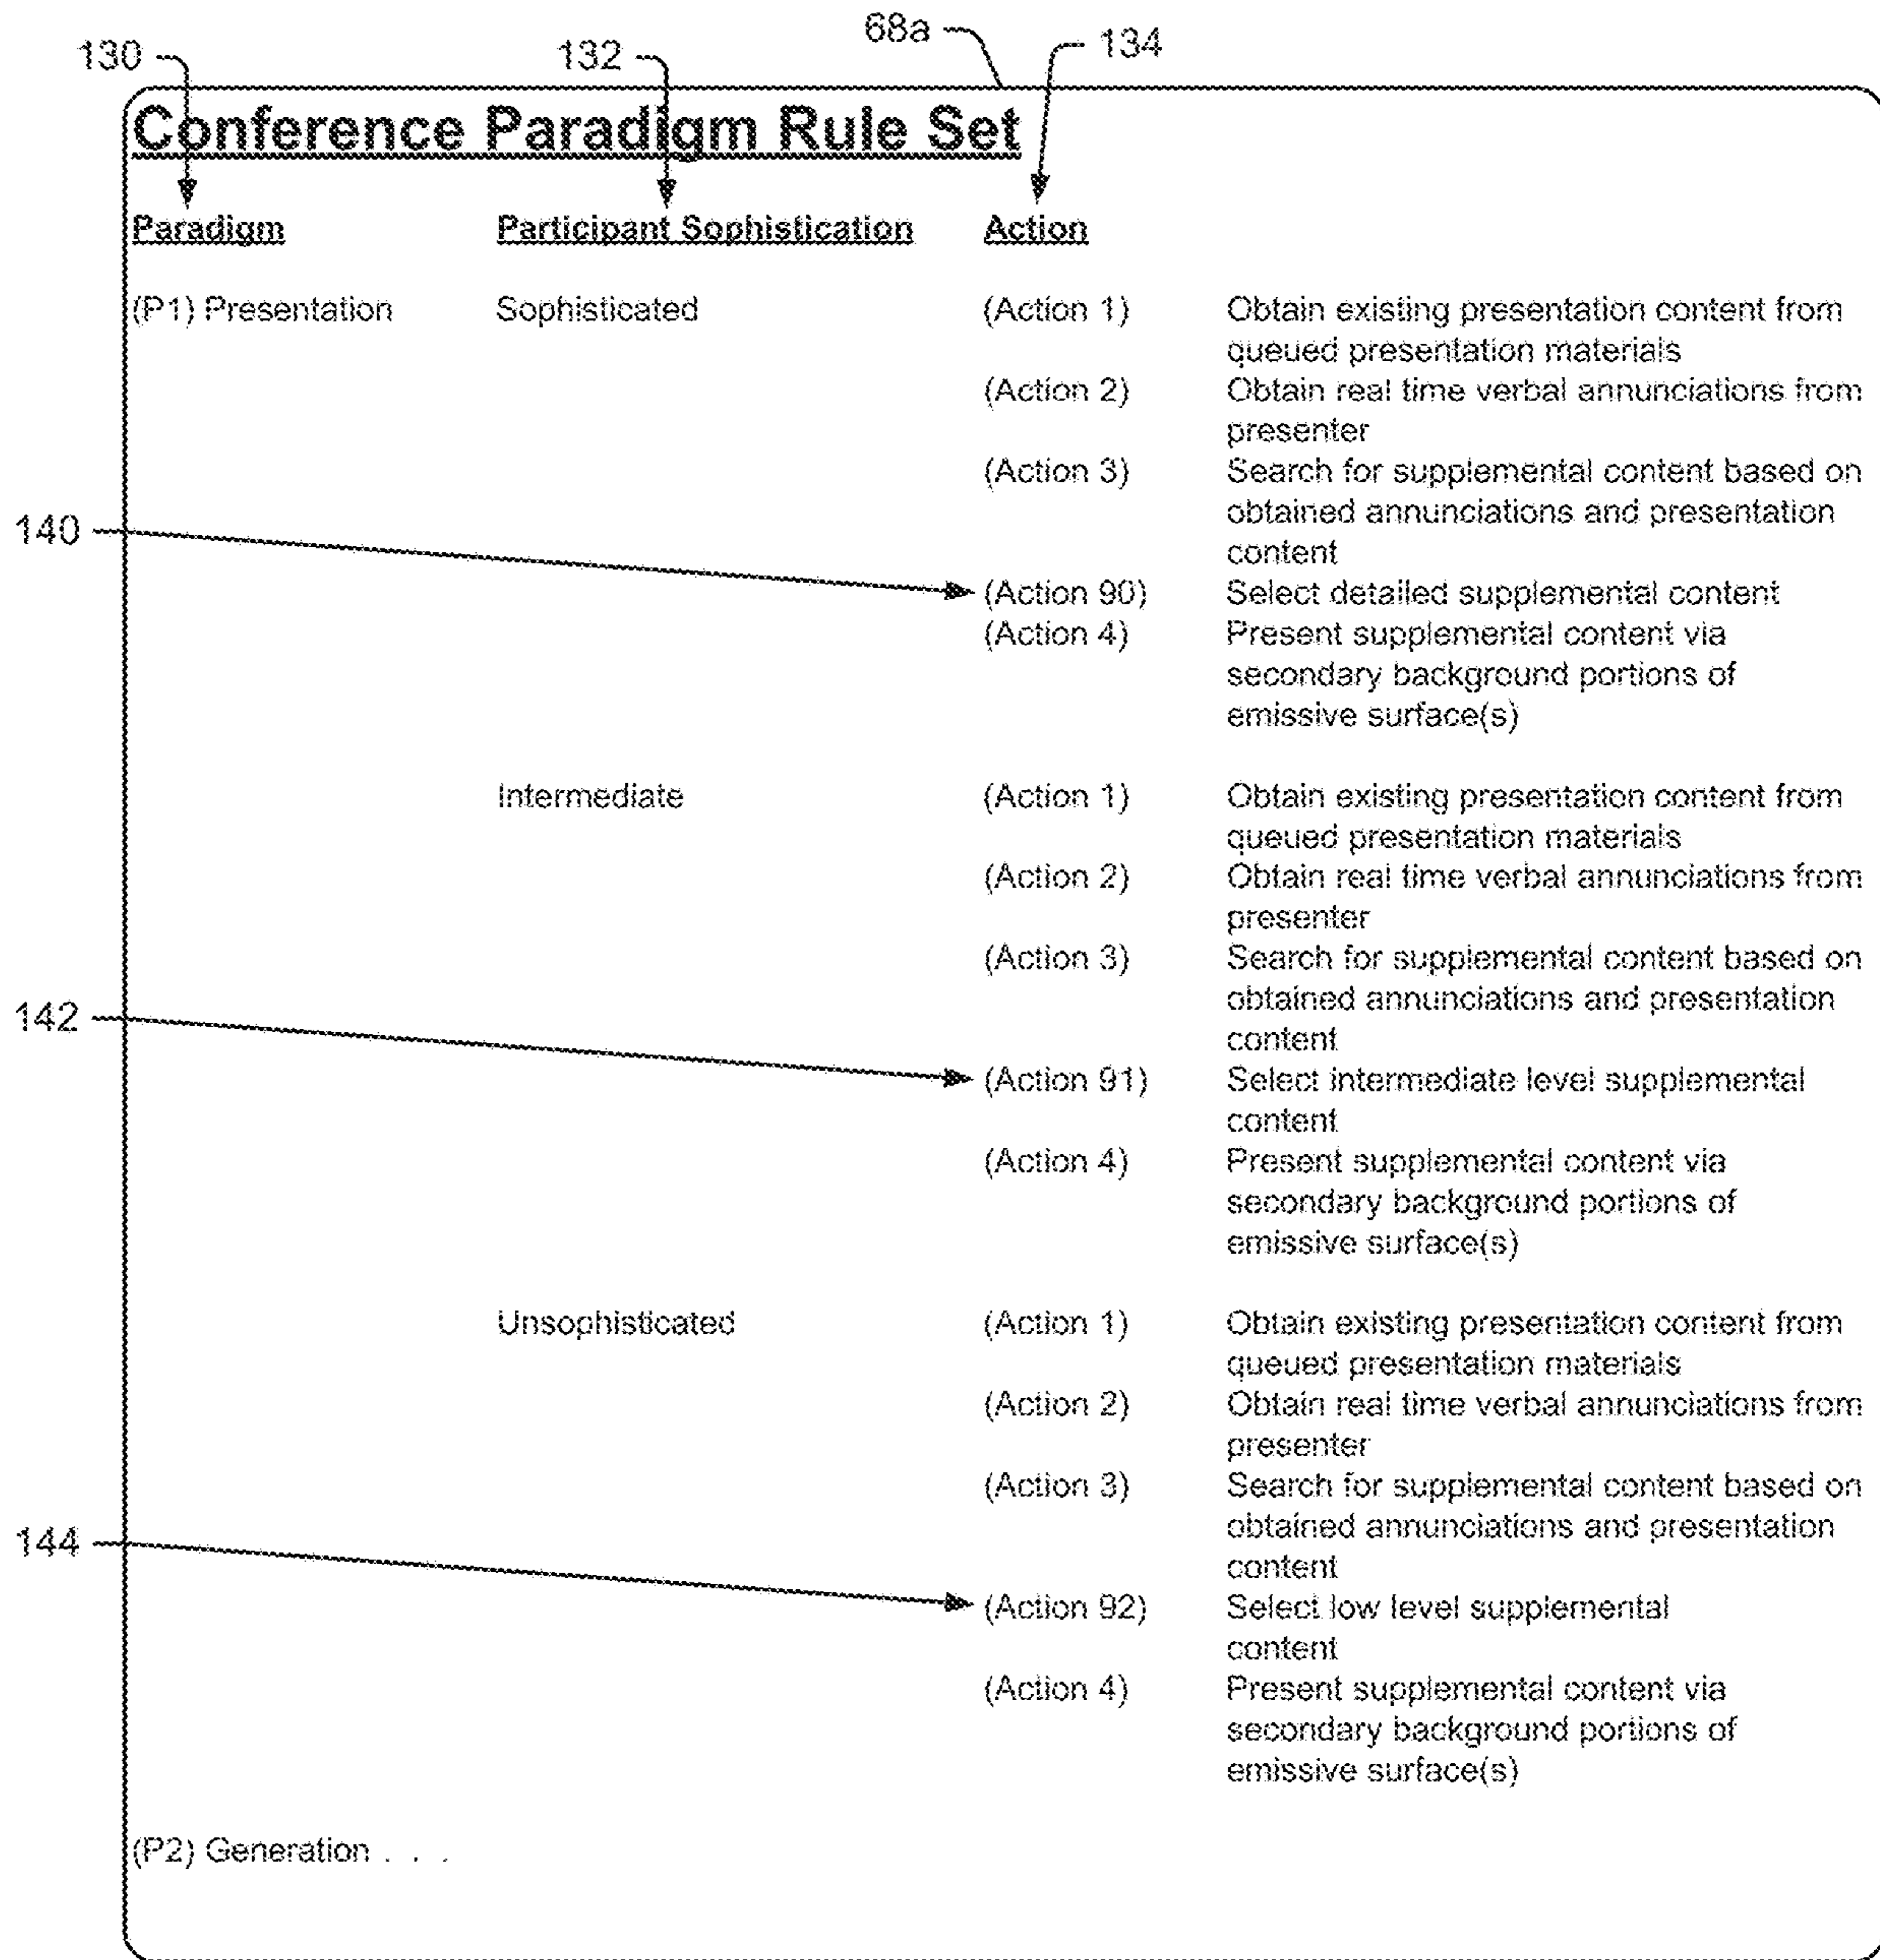 130 132 68a 134
Conference Paradigm Rule Set
Paradigm Participant Sophistication Action
(P1) Presentation Sophisticated (Action 1) Obtain existing presentation content from
queued presentation materials
(Action 2) Obtain real time verbal annunciations from
presenter
(Action 3) Search for supplemental content based on
obtained annunciations and presentation
140
content
(Action 90) Select detailed supplemental content
(Action 4) Present supplemental content via
secondary background portions of
emissive surface(s)
Intermediate (Action 1) Obtain existing presentation content from
queued presentation materials
(Action 2) Obtain real time verbal annunciations from
presenter
(Action 3) Search for supplemental content based on
obtained annunciations and presentation
142
content
(Action 91) Select intermediate level supplemental
content
(Action 4) Present supplemental content via
secondary background portions of
emissive surface(s)
Unsophisticated (Action 1) Obtain existing presentation content from
queued presentation materials
(Action 2) Obtain real time verbal annunciations from
presenter
(Action 3) Search for supplemental content based on
obtained annunciations and presentation
144
content
(Action 92) Select low level supplemental
content
(Action 4) Present supplemental content via
secondary background portions of
emissive surface(s)
(P2) Generation . . .